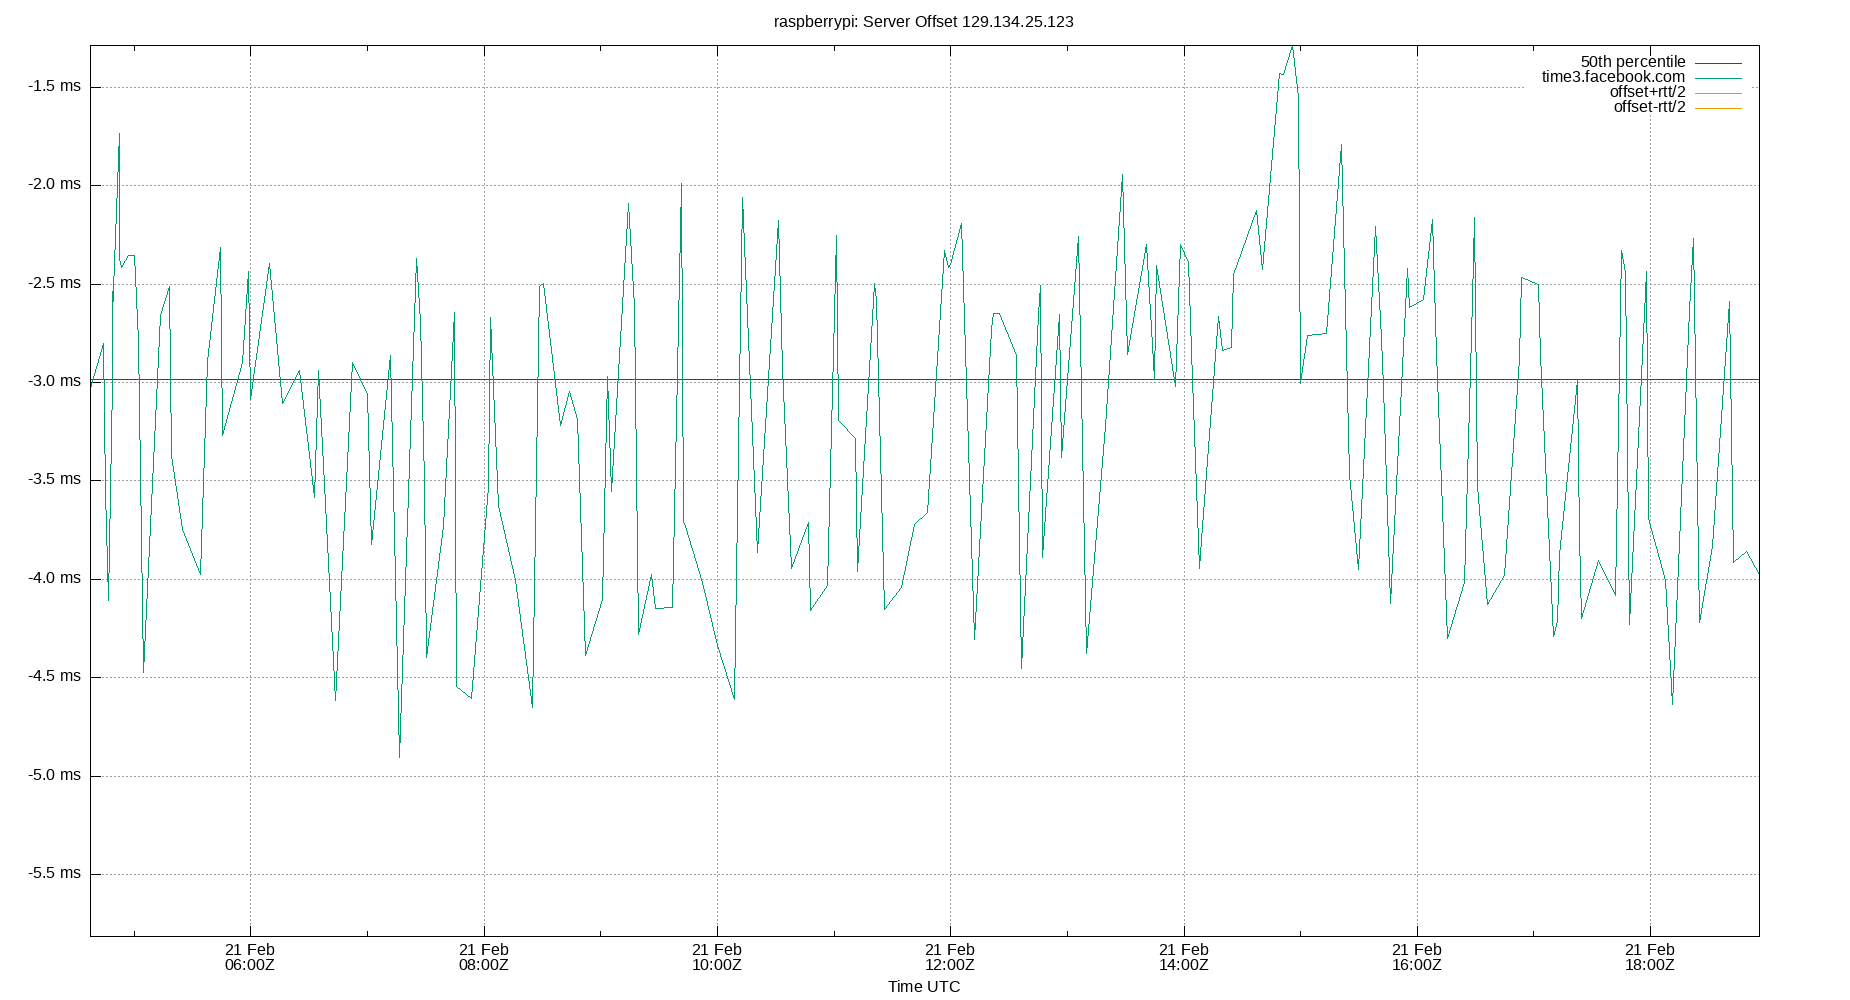 raspberrypi: Server Offset 129.134.25.123
50th percentile
time3.facebook.com
offset+rtt/2
offset-rtt/2
-1.5 ms
-2.0 ms
-2.5 ms
-3.0 ms
-3.5 ms
-4.0 ms
-4.5 ms
-5.0 ms
-5.5 ms
21 Feb 21 Feb 21 Feb 21 Feb 21 Feb 21 Feb 21 Feb
06:00Z 08:00Z 10:00Z 12:00Z 14:00Z 16:00Z 18:00Z
Time UTC